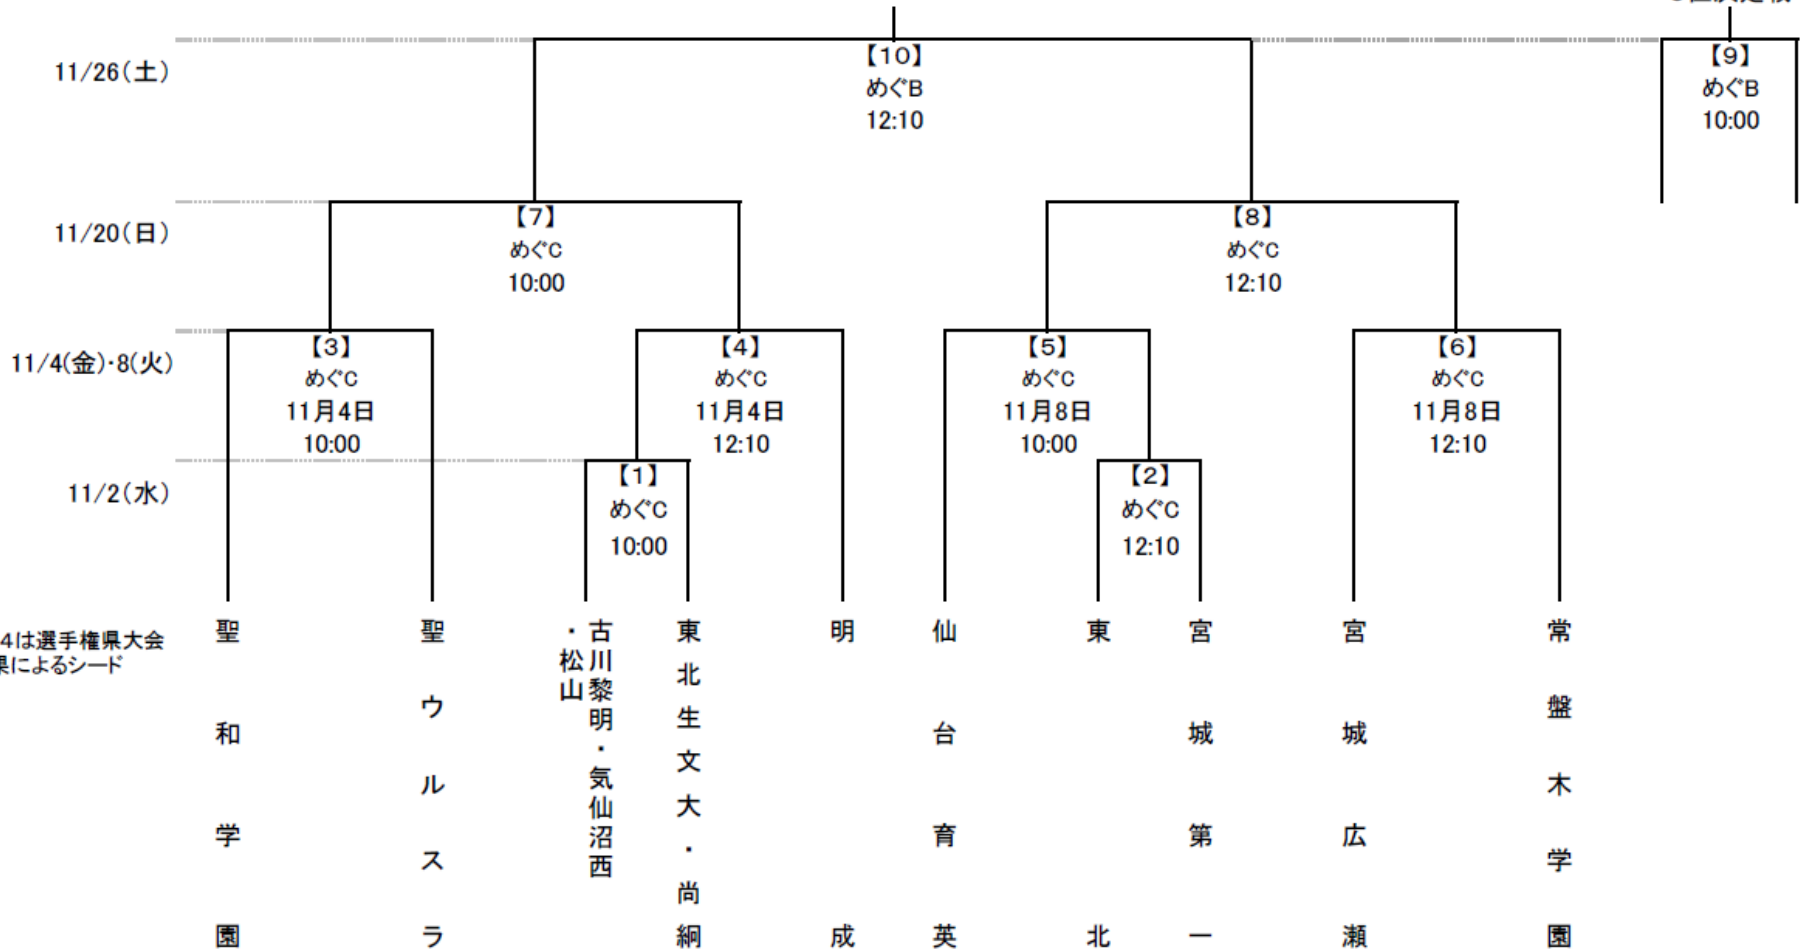 11/26(土)
【10】
めぐB
12:10
【9】
めぐB
10:00
11/20(日)
【7】
めぐC
10:00
【8】
めぐC
12:10
11/4(金)・8(火)
【3】
めぐC
11月4日
10:00
【4】
めぐC
11月4日
12:10
【5】
めぐC
11月8日
10:00
【6】
めぐC
11月8日
12:10
11/2(水)
【1】
めぐC
10:00
【2】
めぐC
12:10
4は選手権県大会
によるシード
聖和学園
聖ウルスラ
古川黎明・気仙沼西
・松山
東北生文大・尚絅
明成
仙台育英
東北
宮城第一
宮城広瀬
常盤木学園